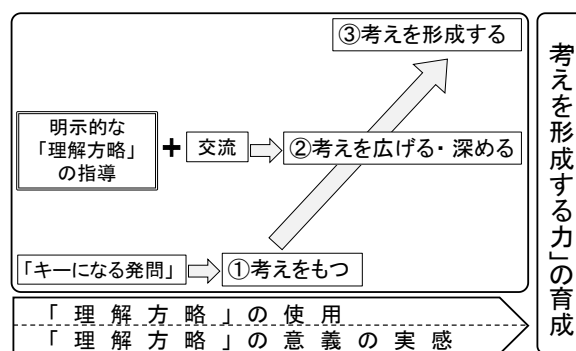 ③考えを形成する
明示的な
「理解方略」
の指導
+
交流
②考えを広げる・深める
「キーになる発問」
①考えをもつ
「理解方略」の使用
「理解方略」の意義の実感
考えを形成する力」の育成